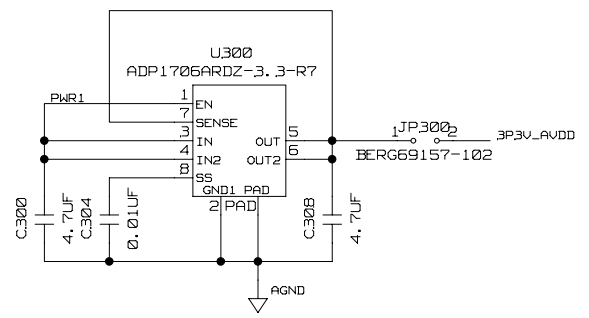 U300
ADP1706ARDZ-3.3-R7
PWR1
1 EN
7 SENSE
3 IN OUT 5
4 IN2 OUT2 6
8 SS
GND1 PAD
2 PAD
JP300
1 2
3P3V_AVDD
BERG69157-102
C300
4.7UF
C304
0.01UF
C308
4.7UF
AGND